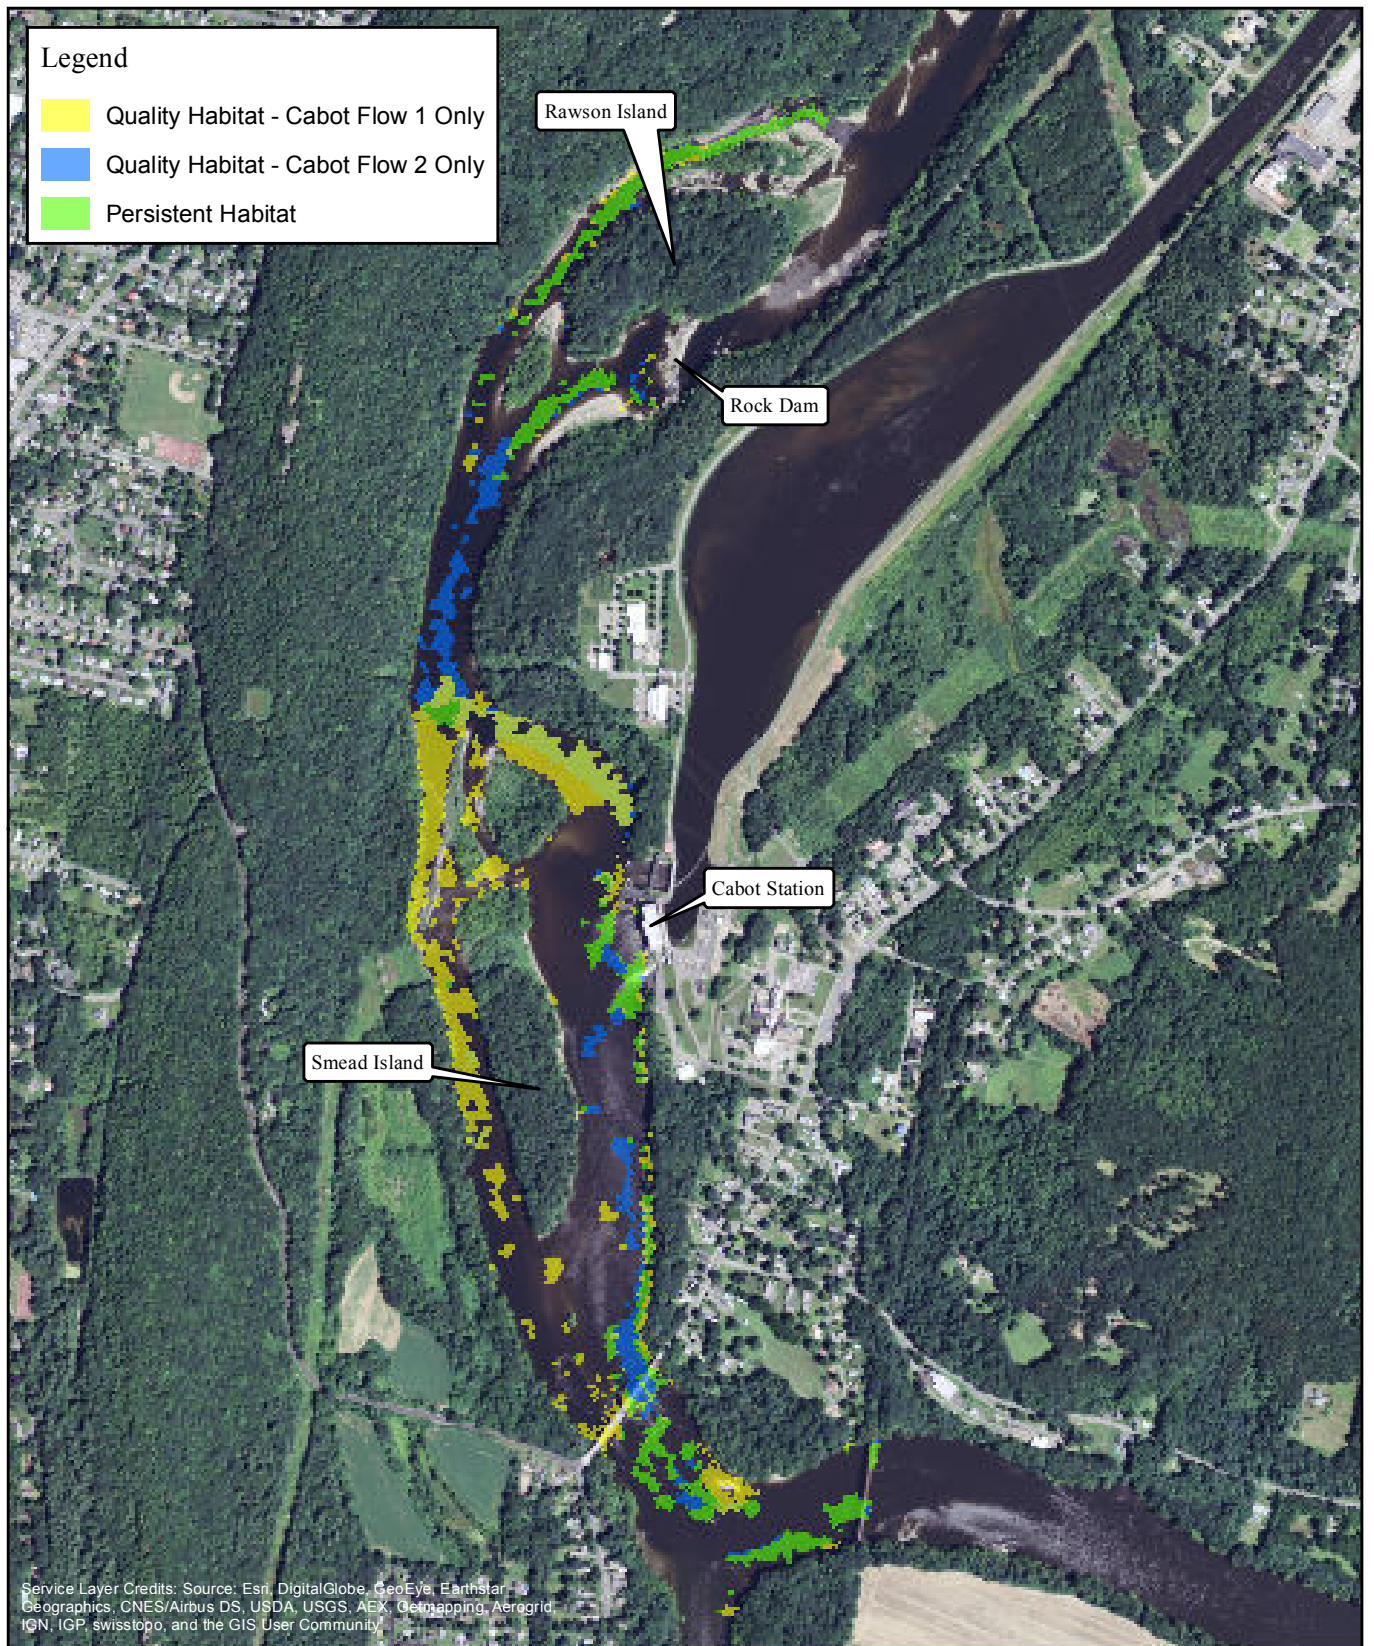 Legend
Quality Habitat - Cabot Flow 1 Only
Quality Habitat - Cabot Flow 2 Only
Persistent Habitat
Rawson Island
Rock Dam
Cabot Station
Smead Island
Service Layer Credits: Source: Esri, DigitalGlobe, GeoEye, Earthstar
Geographics, CNES/Airbus DS, USDA, USGS, AEX, Getmapping, Aerogrid,
IGN, IGP, swisstopo, and the GIS User Community